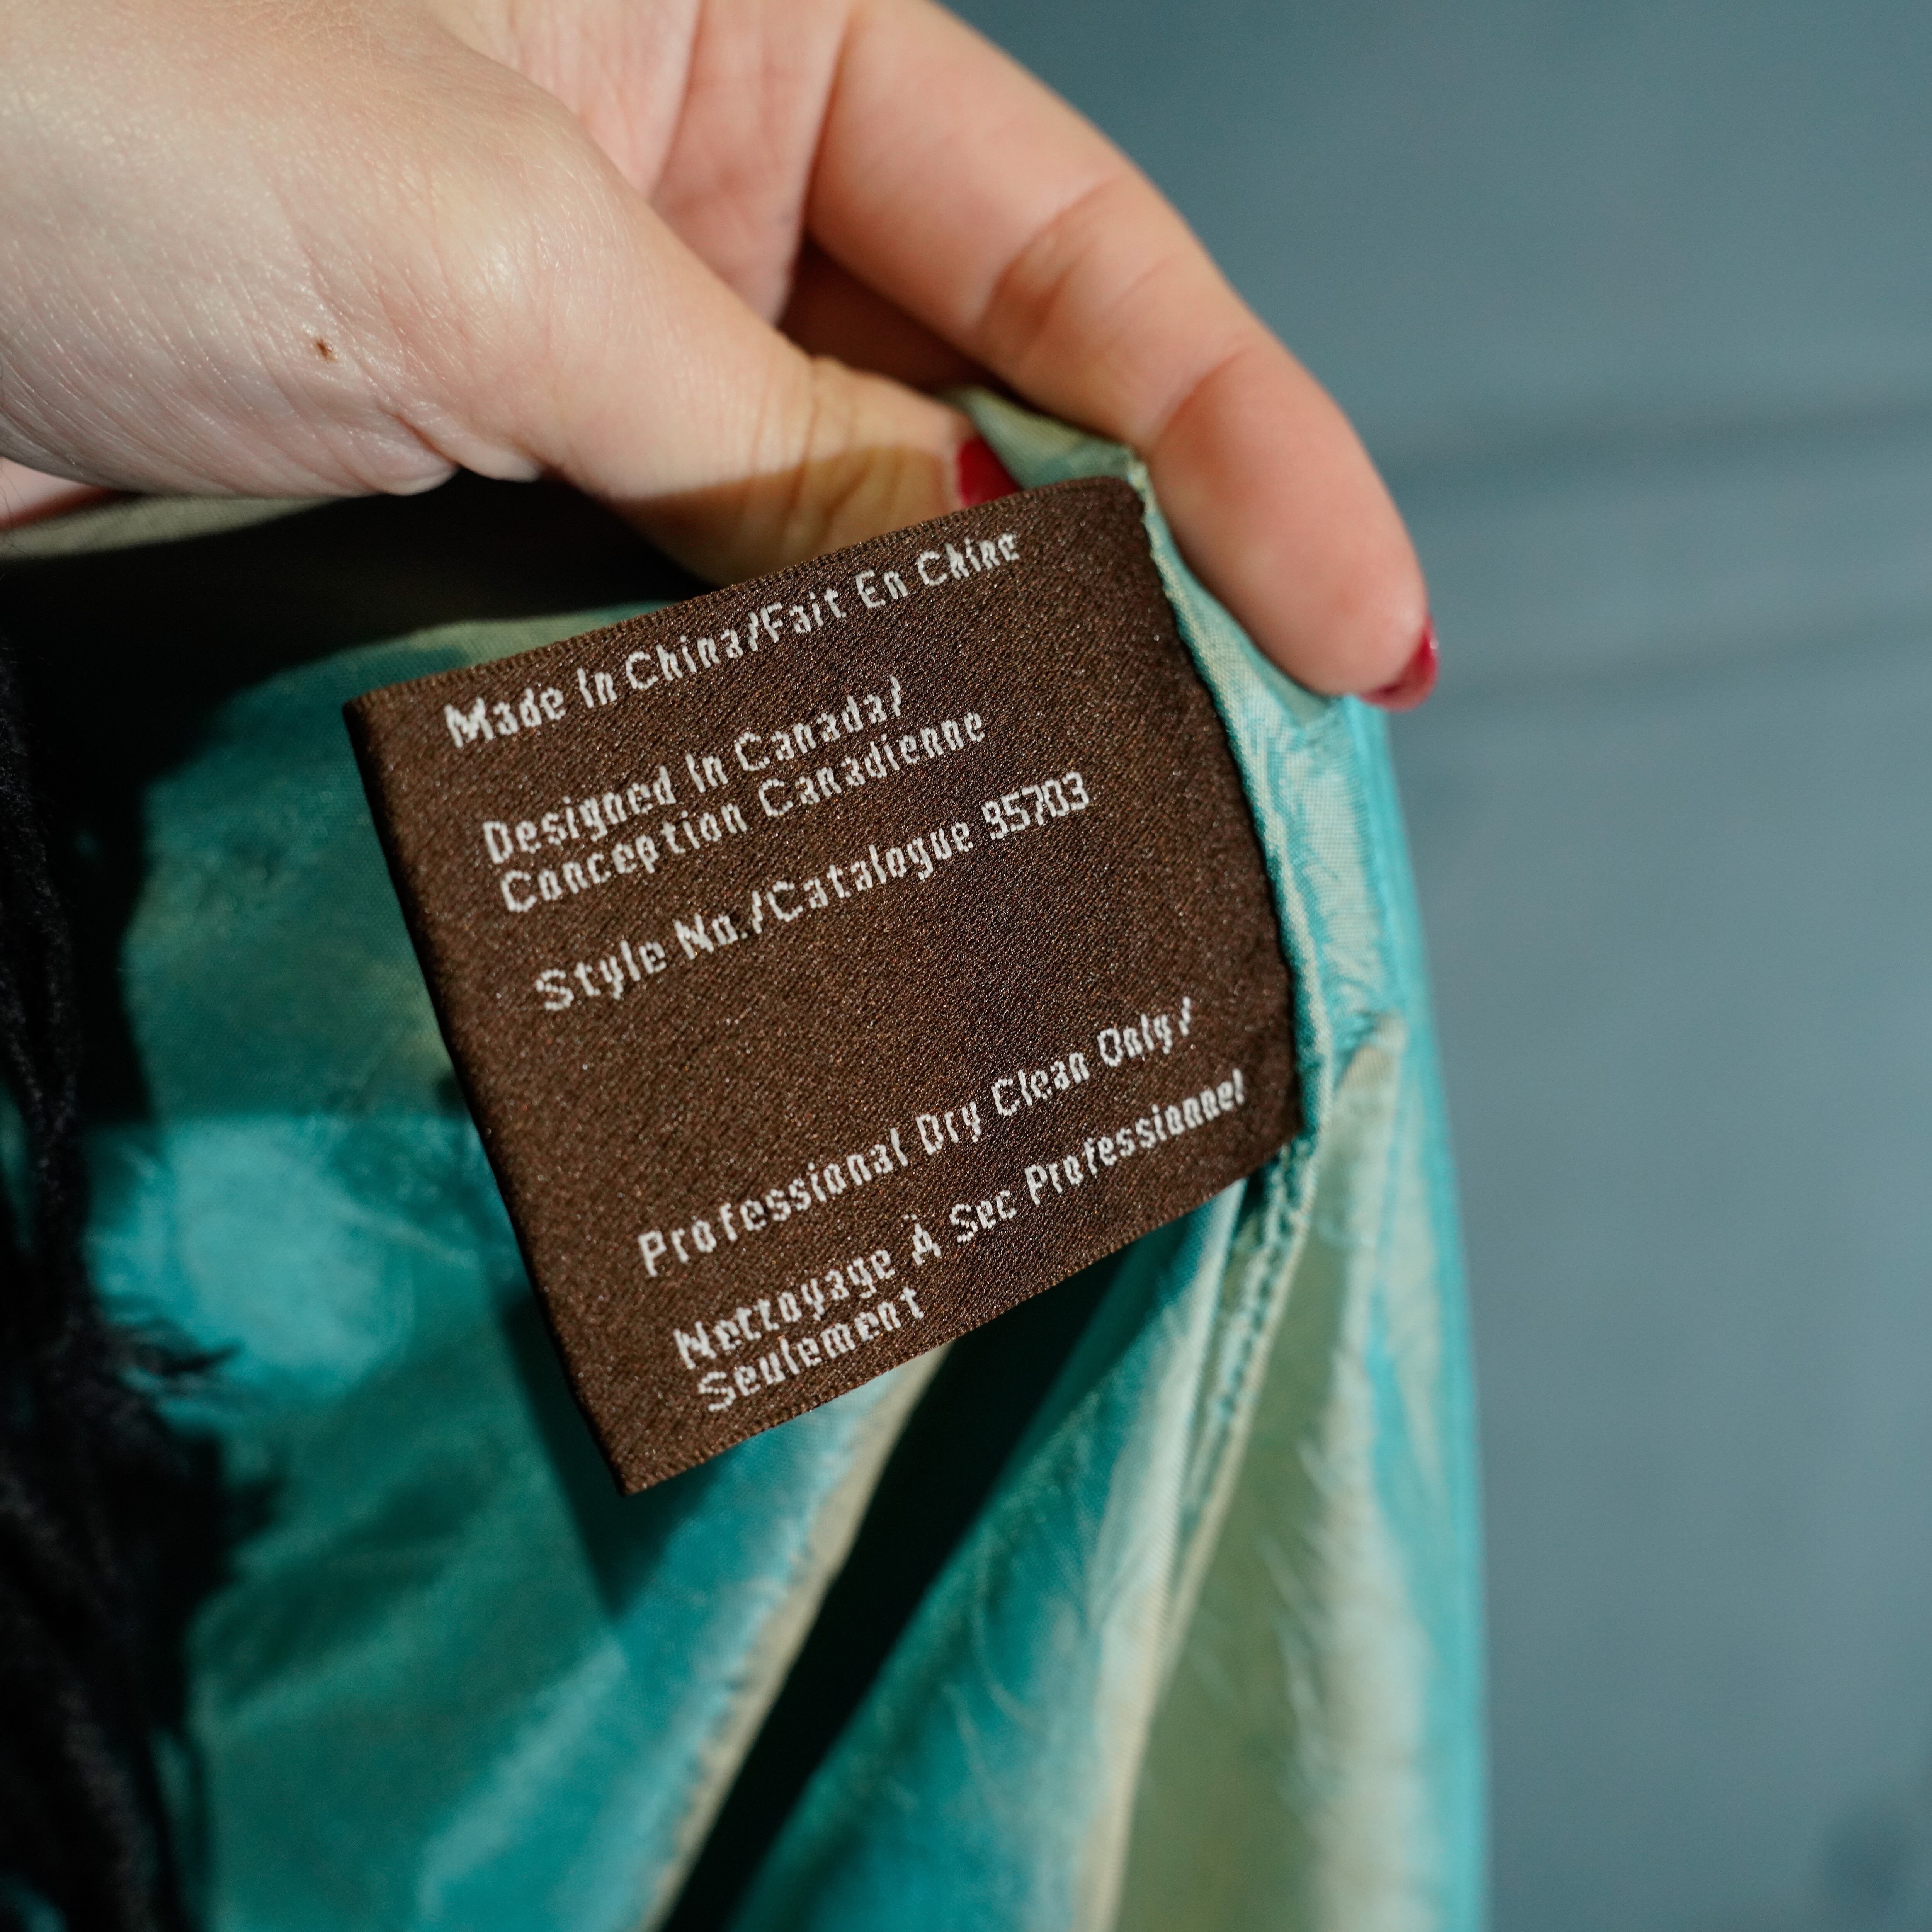 Made In China/Fait En Chine
Designed In Canada/
Conception Canadienne
Style No./Catalogue 95703
Professional Dry Clean Only/
Nettoyage À Sec Professionnel
Seulement